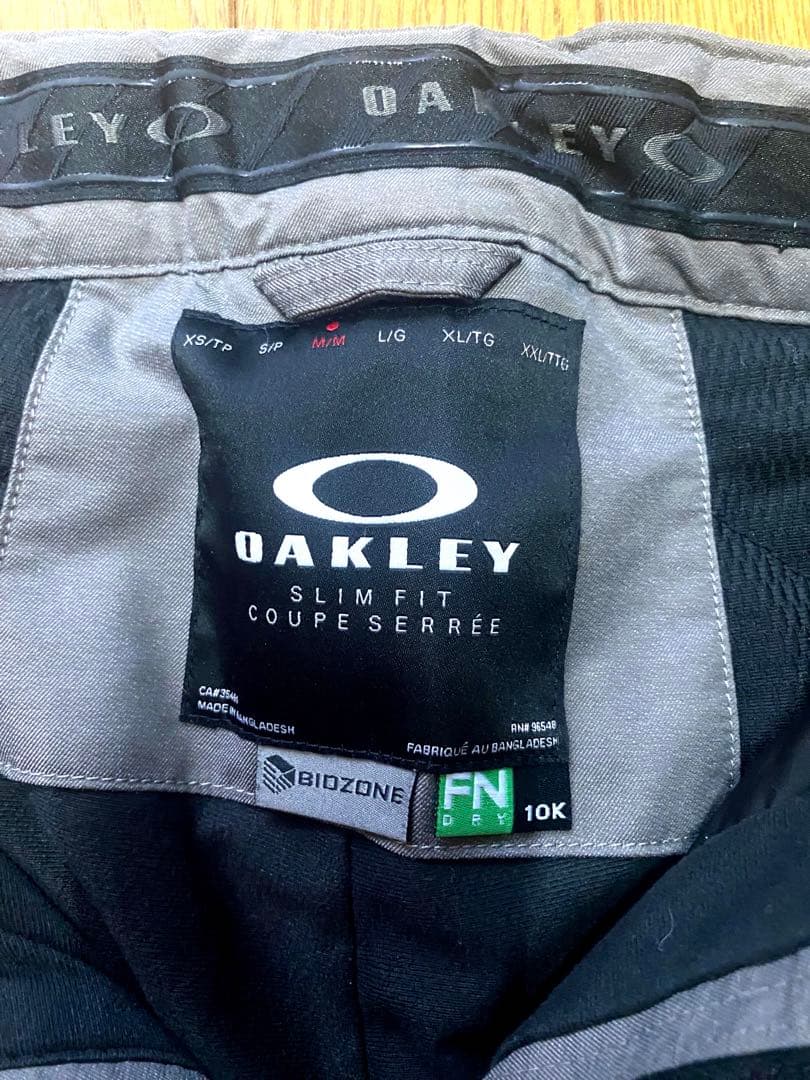 LEY OAKLEY
XS/TP S/P M/M L/G XL/TG XXL/TTG
OAKLEY
SLIM FIT
COUPE SERRÉE
MADE IN BANGLADESH
RN# 96548
FABRIQUÉ AU BANGLADESH
BIOZONE
FN
DRY
10K